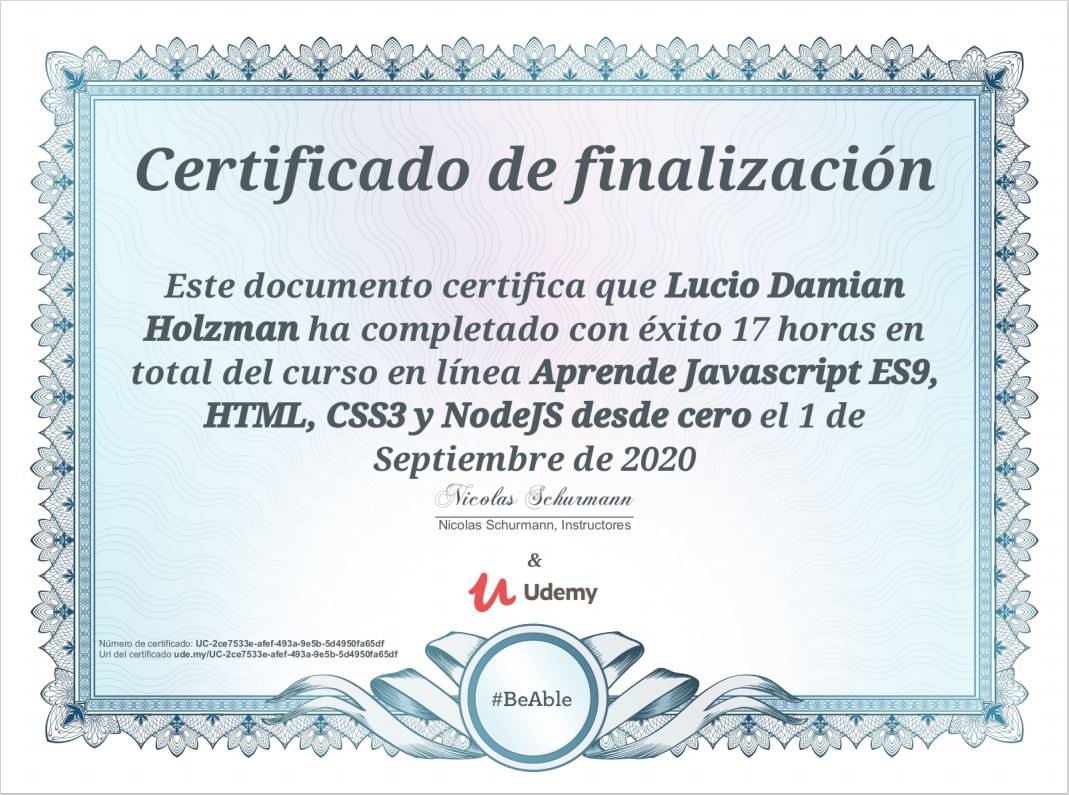 Certificado de finalización
Este documento certifica que Lucio Damian
Holzman ha completado con éxito 17 horas en
total del curso en línea Aprende Javascript ES9,
HTML, CSS3 y NodeJS desde cero el 1 de
Septiembre de 2020
Nicolas Schurmann
Nicolas Schurmann, Instructores
&
Udemy
Número de certificado: UC-2ce7533e-afef-493a-9e5b-5d4950fa65df
Url del certificado ude.my/UC-2ce7533e-afef-493a-9e5b-5d4950fa65df
#BeAble